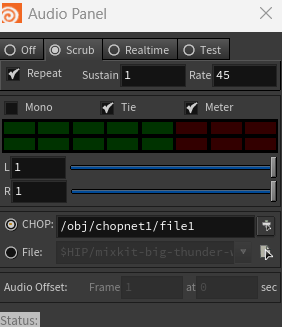 Audio Panel
Off Scrub Realtime Test
Repeat Sustain 1 Rate 45
Mono Tie Meter
L 1
R 1
CHOP: /obj/chopnet1/file1
File: $HIP/mixkit-big-thunder-
Audio Offset: Frame 1 at 0 sec
Status: